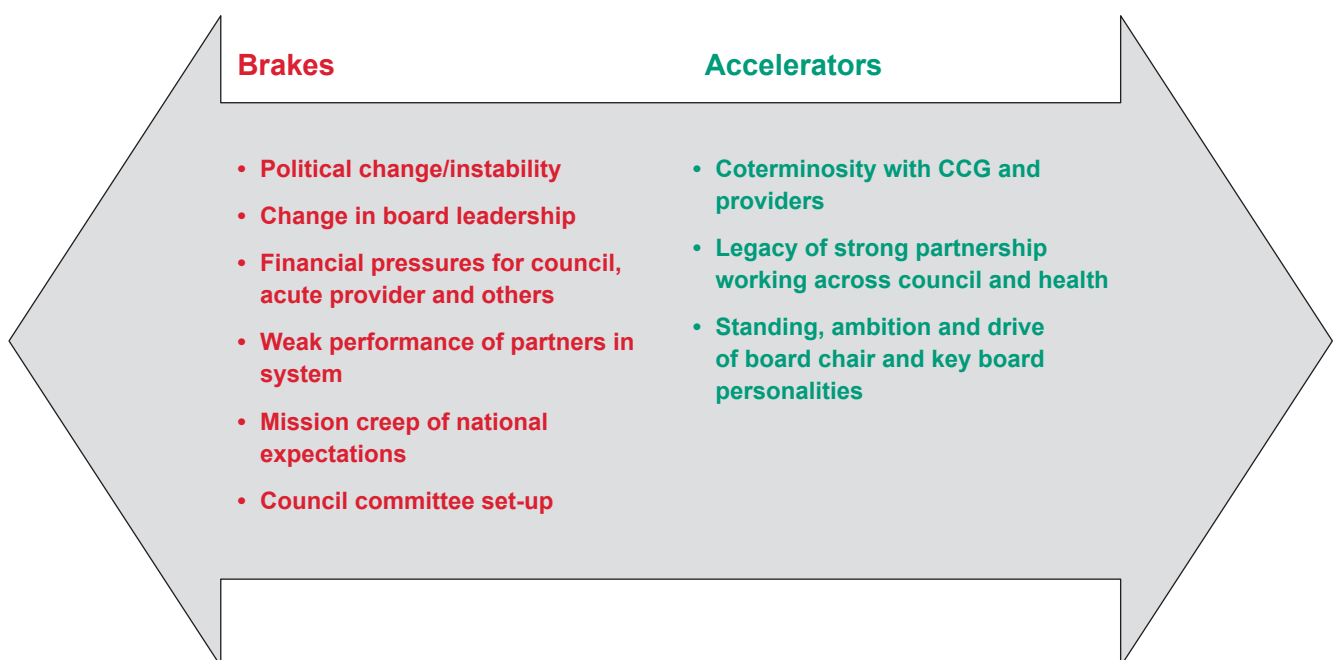 Brakes
• Political change/instability
• Change in board leadership
• Financial pressures for council,
acute provider and others
• Weak performance of partners in
system
• Mission creep of national
expectations
• Council committee set-up
Accelerators
• Coterminosity with CCG and
providers
• Legacy of strong partnership
working across council and health
• Standing, ambition and drive
of board chair and key board
personalities